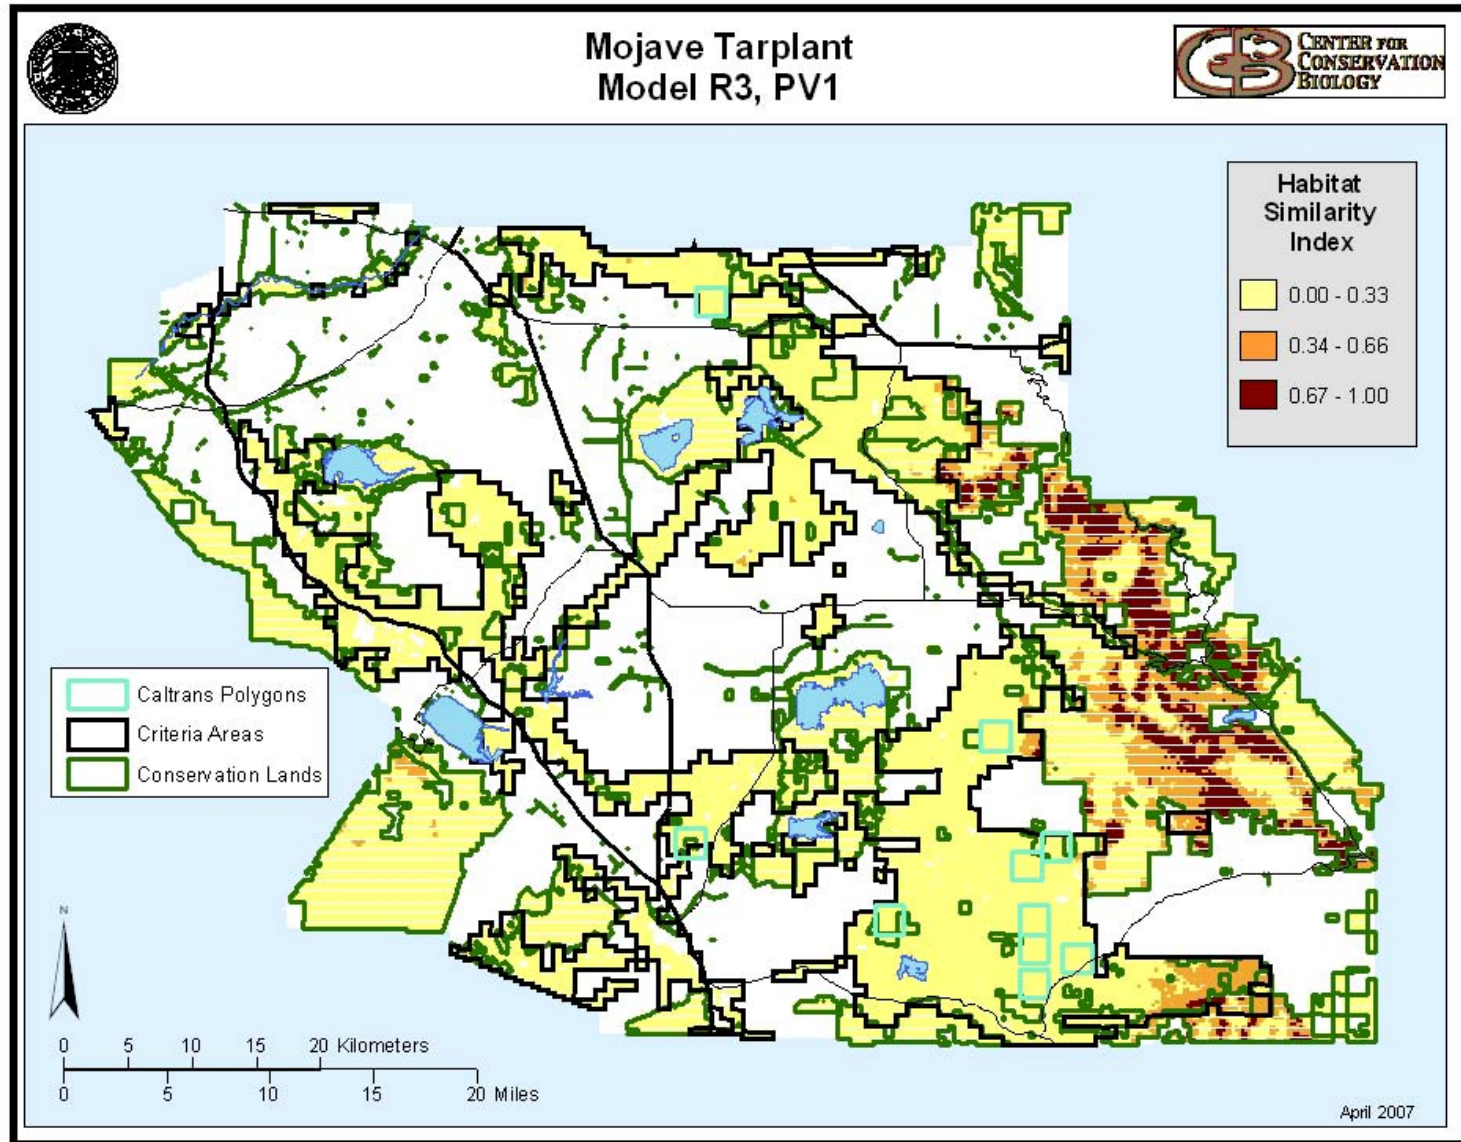 Mojave Tarplant
Model R3, PV1
CENTER FOR
CONSERVATION
BIOLOGY
Habitat
Similarity
Index
0.00 - 0.33
0.34 - 0.66
0.67 - 1.00
Caltrans Polygons
Criteria Areas
Conservation Lands
N
0 5 10 15 20 Kilometers
0 5 10 15 20 Miles
April 2007